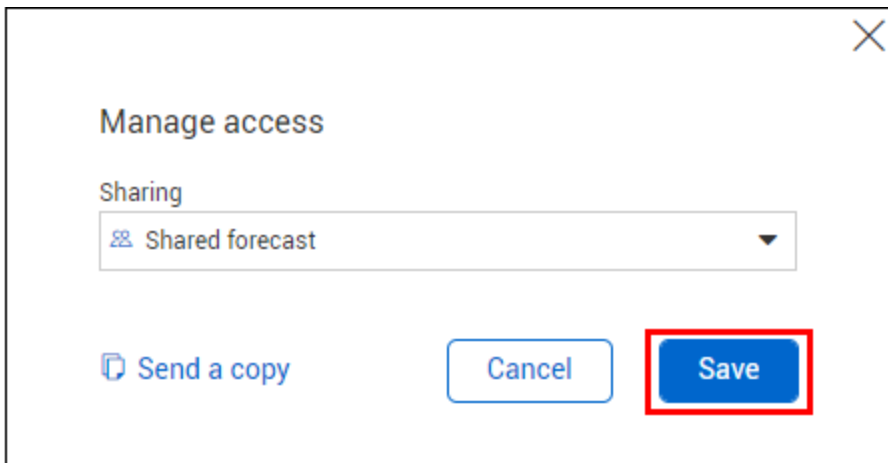 Manage access
Sharing
Shared forecast
Send a copy
Cancel
Save